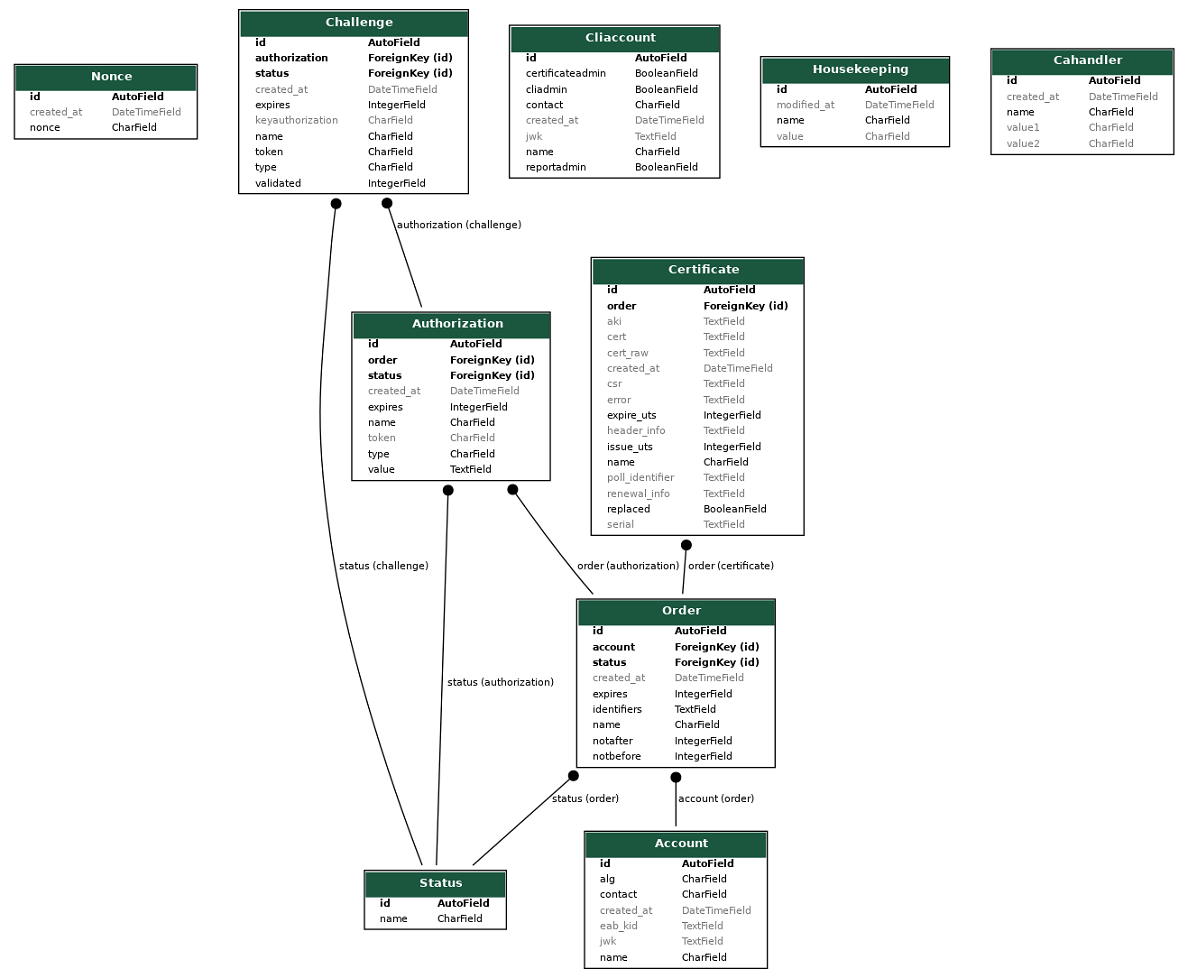 Nonce
id AutoField
created_at DateTimeField
nonce CharField
Challenge
id AutoField
authorization ForeignKey (id)
status ForeignKey (id)
created_at DateTimeField
expires IntegerField
keyauthorization CharField
name CharField
token CharField
type CharField
validated IntegerField
Cliaccount
id AutoField
certificateadmin BooleanField
cliadmin BooleanField
contact CharField
created_at DateTimeField
jwk TextField
name CharField
reportadmin BooleanField
Housekeeping
id AutoField
modified_at DateTimeField
name CharField
value CharField
Cahandler
id AutoField
created_at DateTimeField
name CharField
value1 CharField
value2 CharField
authorization (challenge)
Authorization
id AutoField
order ForeignKey (id)
status ForeignKey (id)
created_at DateTimeField
expires IntegerField
name CharField
token CharField
type CharField
value TextField
Certificate
id AutoField
order ForeignKey (id)
aki TextField
cert TextField
cert_raw TextField
created_at DateTimeField
csr TextField
error TextField
expire_uts IntegerField
header_info TextField
issue_uts IntegerField
name CharField
poll_identifier TextField
renewal_info TextField
replaced BooleanField
serial TextField
status (challenge)
order (authorization)
order (certificate)
Order
id AutoField
account ForeignKey (id)
status ForeignKey (id)
created_at DateTimeField
expires IntegerField
identifiers TextField
name CharField
notafter IntegerField
notbefore IntegerField
status (authorization)
status (order)
account (order)
Status
id AutoField
name CharField
Account
id AutoField
alg CharField
contact CharField
created_at DateTimeField
eab_kid TextField
jwk TextField
name CharField